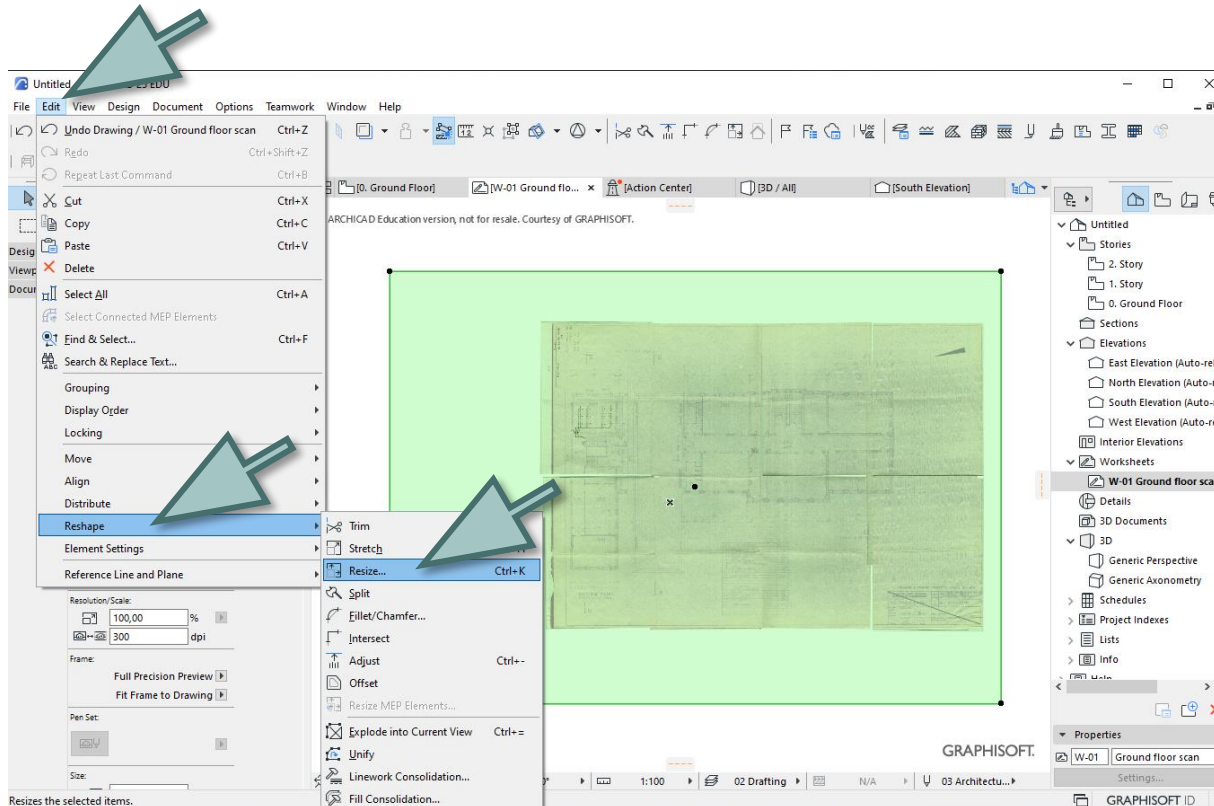 Untitled
File Edit View Design Document Options Teamwork Window Help
Undo Drawing / W-01 Ground floor scan Ctrl+Z
Redo Ctrl+Shift+Z
Repeat Last Command Ctrl+B
Cut Ctrl+X
Copy Ctrl+C
Paste Ctrl+V
Delete
Select All Ctrl+A
Select Connected MEP Elements
Find & Select... Ctrl+F
Search & Replace Text...
Grouping
Display Order
Locking
Move
Align
Distribute
Reshape
Element Settings
Reference Line and Plane
Trim
Stretch
Resize... Ctrl+K
Split
Fillet/Chamfer...
Intersect
Adjust Ctrl+-
Offset
Resize MEP Elements...
Explode into Current View Ctrl+=
Unify
Linework Consolidation...
Fill Consolidation...
Desig
Viewp
Docur
Resolution/Scale:
100,00 %
300 dpi
Frame:
Full Precision Preview
Fit Frame to Drawing
Pen Set:
Size:
Resizes the selected items.
[0. Ground Floor] [W-01 Ground flo... [Action Center] [3D / All] [South Elevation]
ARCHICAD Education version, not for resale. Courtesy of GRAPHISOFT.
GRAPHISOFT.
1:100 02 Drafting N/A 03 Architectu...
Untitled
Stories
2. Story
1. Story
0. Ground Floor
Sections
Elevations
East Elevation (Auto-rel
North Elevation (Auto-r
South Elevation (Auto-r
West Elevation (Auto-re
Interior Elevations
Worksheets
W-01 Ground floor sca
Details
3D Documents
3D
Generic Perspective
Generic Axonometry
Schedules
Project Indexes
Lists
Info
Help
Properties
W-01 Ground floor scan
Settings...
GRAPHISOFT ID